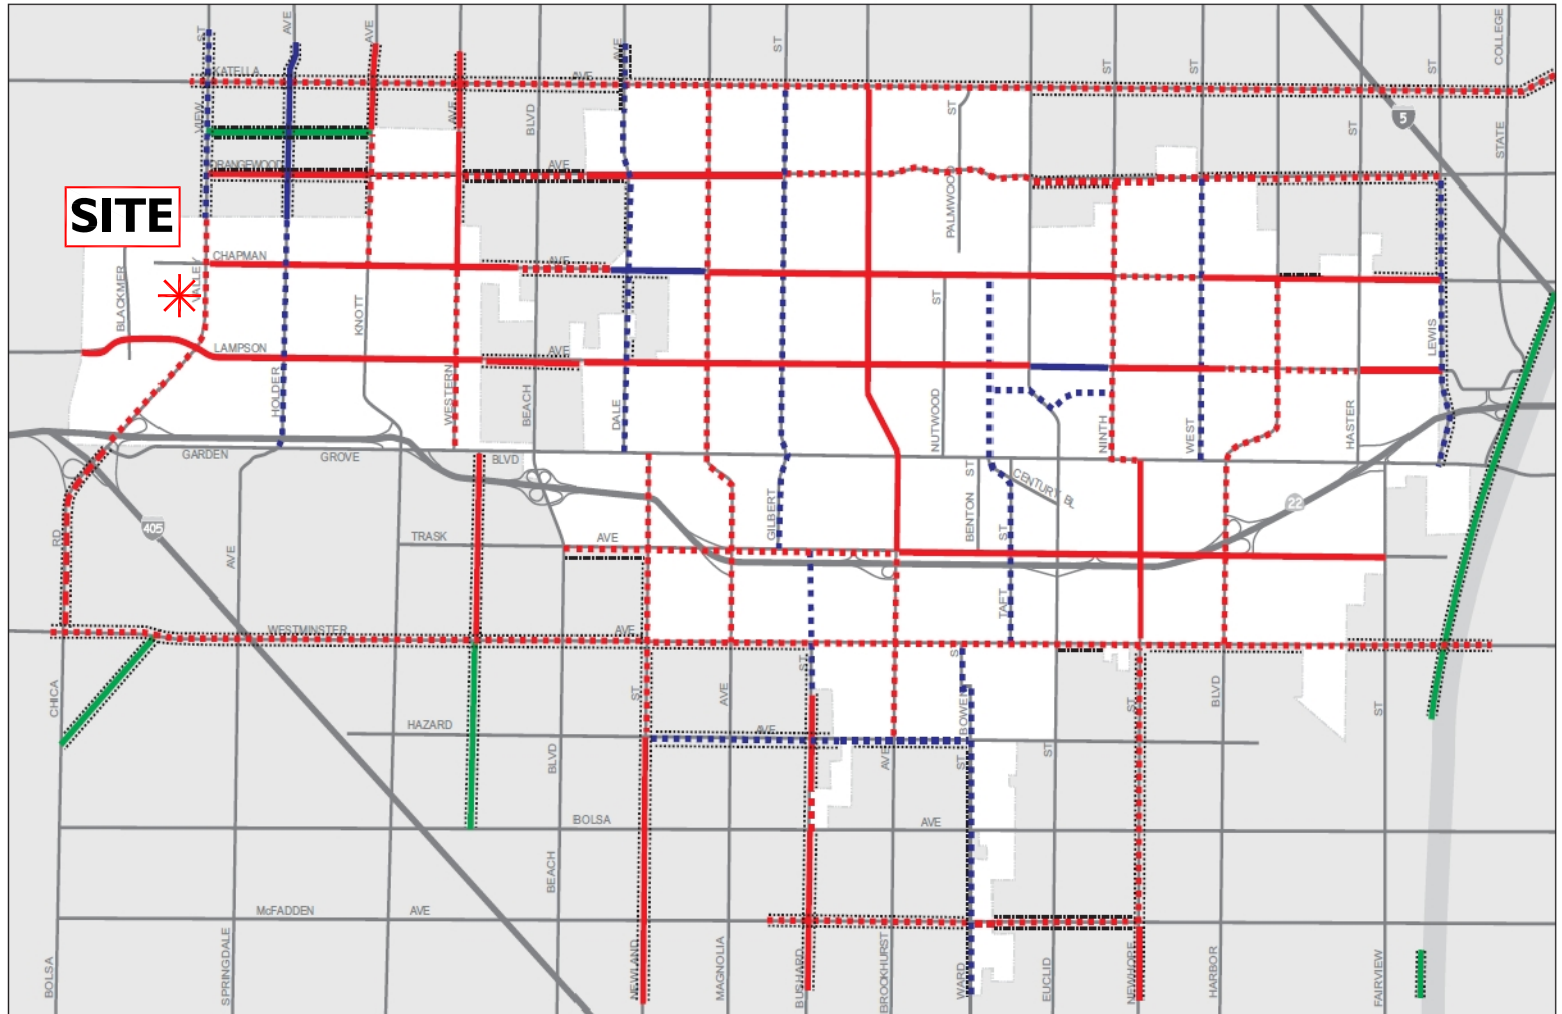 ST
AVE
AVE
AVE
ST
ST
ST
ST
COLLEGE
KATELLA
AVE
VIEW
AVE
BLVD
ST
ST
5
STATE
ORANGEWOOD
AVE
PALMWOOD
SITE
CHAPMAN
AVE
BLACKMER
VALLEY
KNOTT
ST
LEWIS
LAMPSON
AVE
HOLDER
WESTERN
BEACH
DALE
NUTWOOD
NINTH
WEST
HASTER
GARDEN
GROVE
BLVD
GILBERT
BENTON
ST
CENTURY BL
22
405
RD
AVE
TRASK
AVE
ST
TAFT
WESTMINSTER
AVE
ST
CHICA
ST
AVE
BOWEN
ST
BLVD
ST
HAZARD
AVE
BLVD
AVE
ST
ST
BOLSA
AVE
BEACH
McFADDEN
AVE
BOLSA
SPRINGDALE
NEWLAND
MAGNOLIA
BUSHARD
BROOKHURST
WARD
EUCLID
NEWHOPE
HARBOR
FAIRVIEW